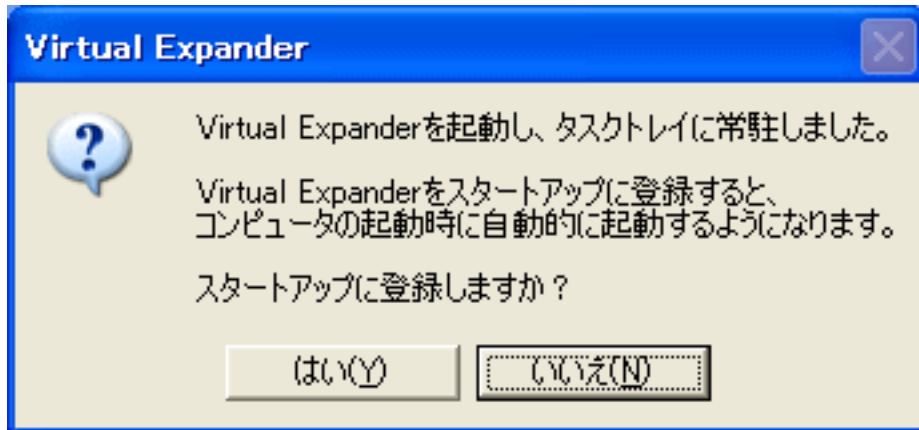 Virtual Expander
Virtual Expanderを起動し、タスクトレイに常駐しました。
Virtual Expanderをスタートアップに登録すると、
コンピュータの起動時に自動的に起動するようになります。
スタートアップに登録しますか？
はい(Y)
いいえ(N)